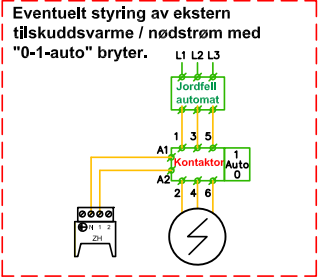 Eventuelt styring av ekstern
tilskuddsvarme / nødstrøm med
"0-1-auto" bryter.
L1 L2 L3
Jordfell
automat
1 3 5
A1
Kontaktor
1
Auto
0
A2
2 4 6
N 1 2
ZH